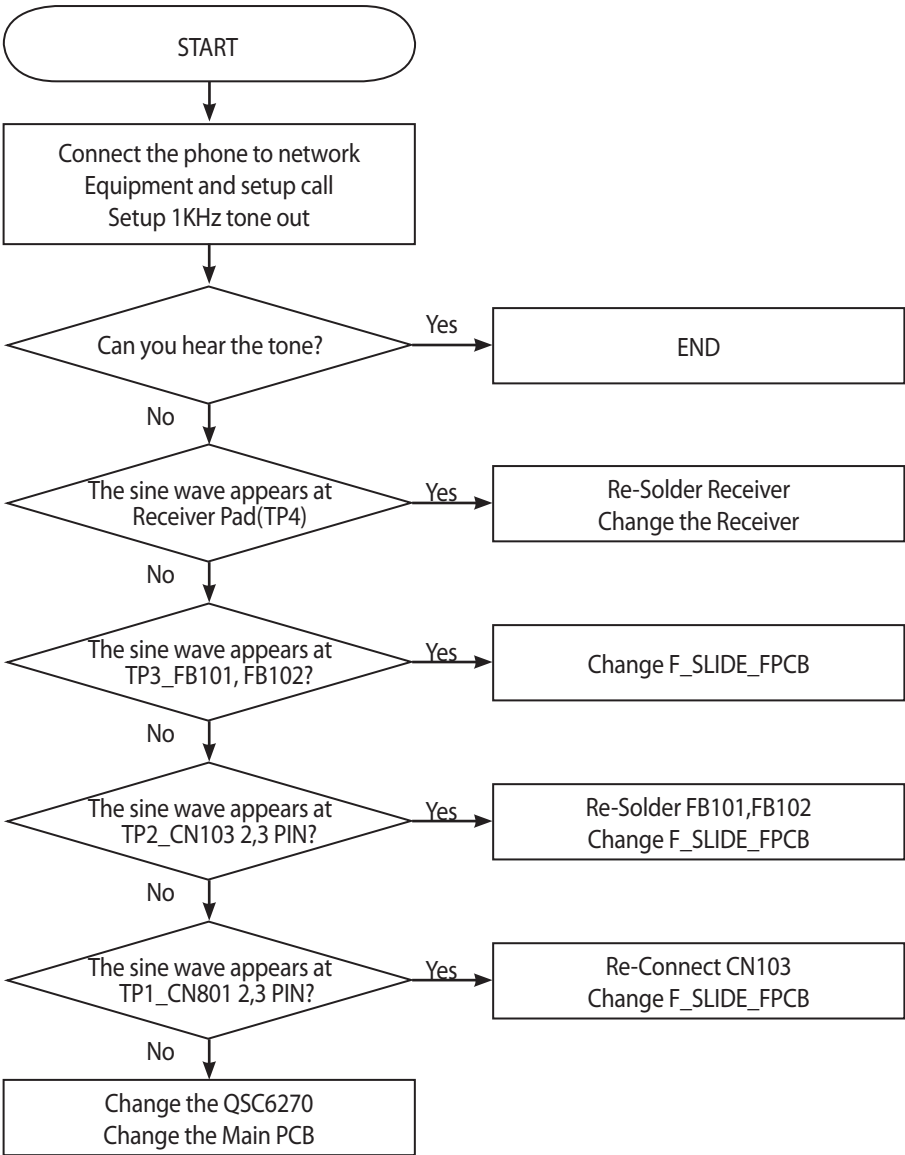 START
Connect the phone to network
Equipment and setup call
Setup 1KHz tone out
Can you hear the tone?
Yes
END
No
The sine wave appears at
Receiver Pad(TP4)
Yes
Re-Solder Receiver
Change the Receiver
No
The sine wave appears at
TP3_FB101, FB102?
Yes
Change F_SLIDE_FPCB
No
The sine wave appears at
TP2_CN103 2,3 PIN?
Yes
Re-Solder FB101,FB102
Change F_SLIDE_FPCB
No
The sine wave appears at
TP1_CN801 2,3 PIN?
Yes
Re-Connect CN103
Change F_SLIDE_FPCB
No
Change the QSC6270
Change the Main PCB